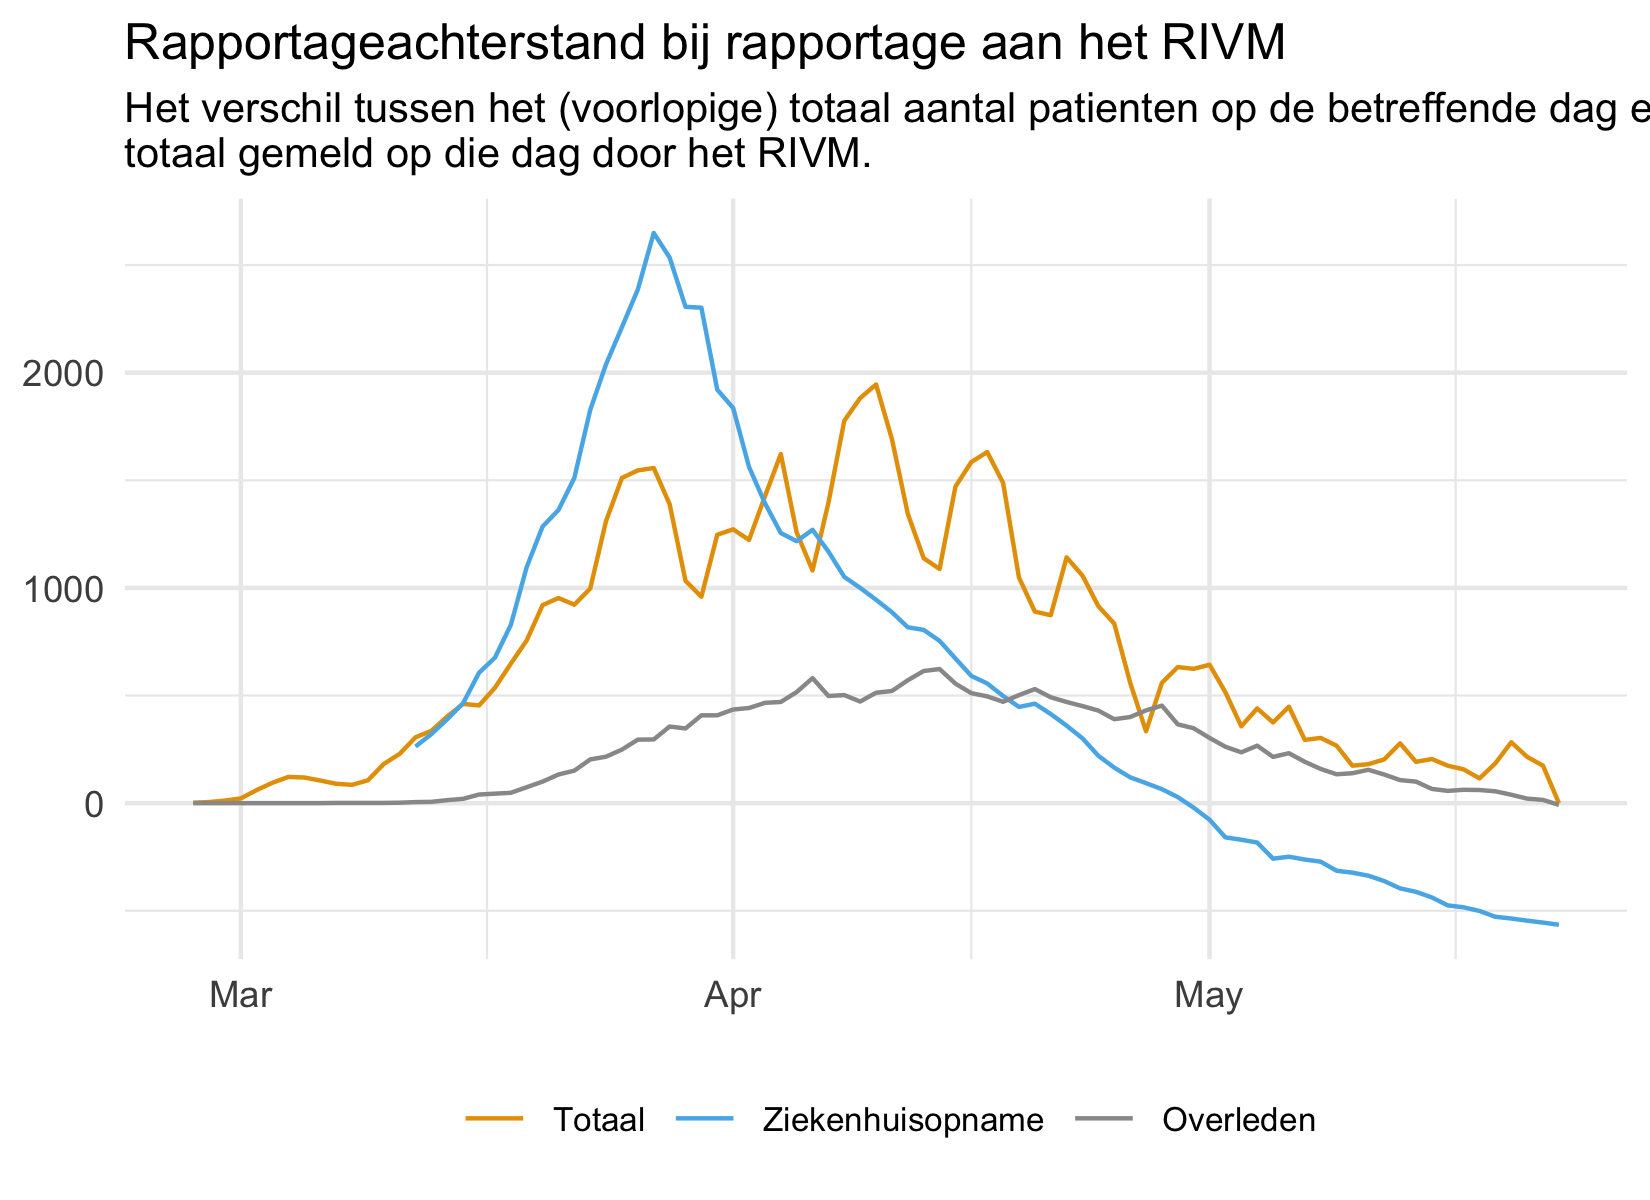 Rapportageachterstand bij rapportage aan het RIVM
Het verschil tussen het (voorlopige) totaal aantal patienten op de betreffende dag e
totaal gemeld op die dag door het RIVM.
2000
1000
0
Mar Apr May
Totaal Ziekenhuisopname Overleden